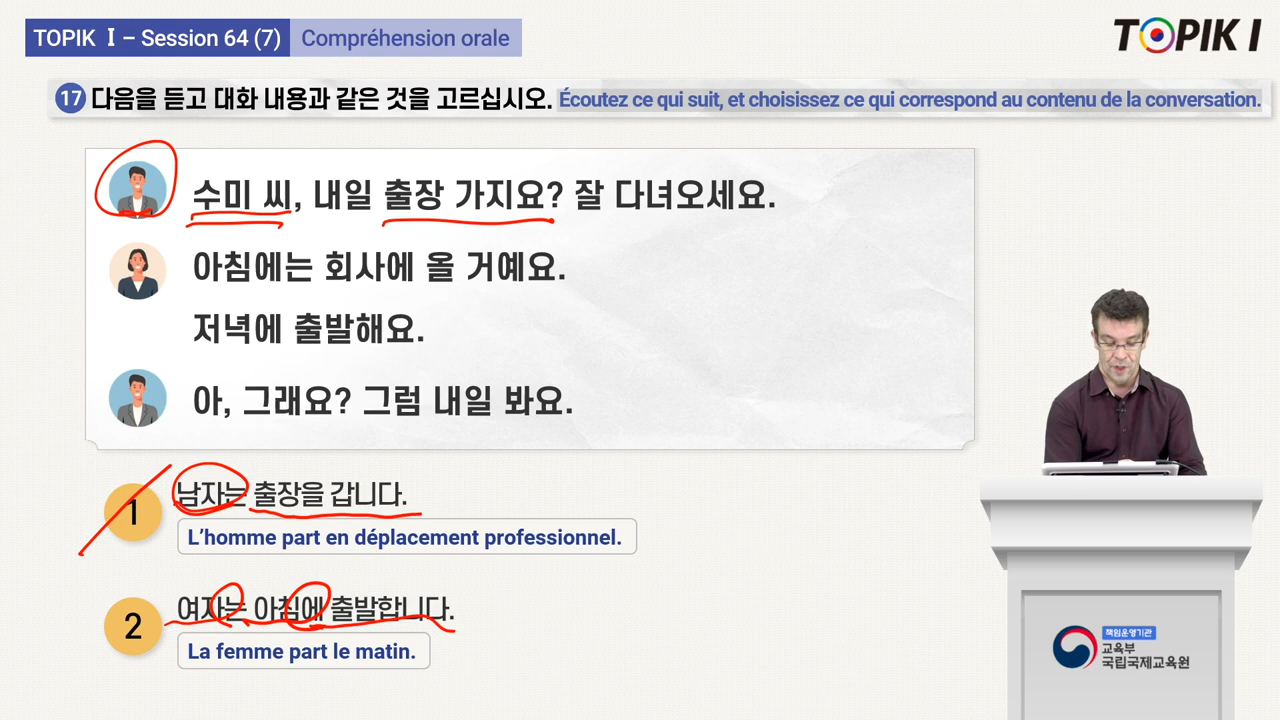 TOPIK Ⅰ – Session 64 (7) Compréhension orale
TOPIK I
17 다음을 듣고 대화 내용과 같은 것을 고르십시오. Écoutez ce qui suit, et choisissez ce qui correspond au contenu de la conversation.
수미 씨, 내일 출장 가지요? 잘 다녀오세요.
아침에는 회사에 올 거예요.
저녁에 출발해요.
아, 그래요? 그럼 내일 봐요.
1 남자는 출장을 갑니다.
L’homme part en déplacement professionnel.
2 여자는 아침에 출발합니다.
La femme part le matin.
책임운영기관
교육부
국립국제교육원